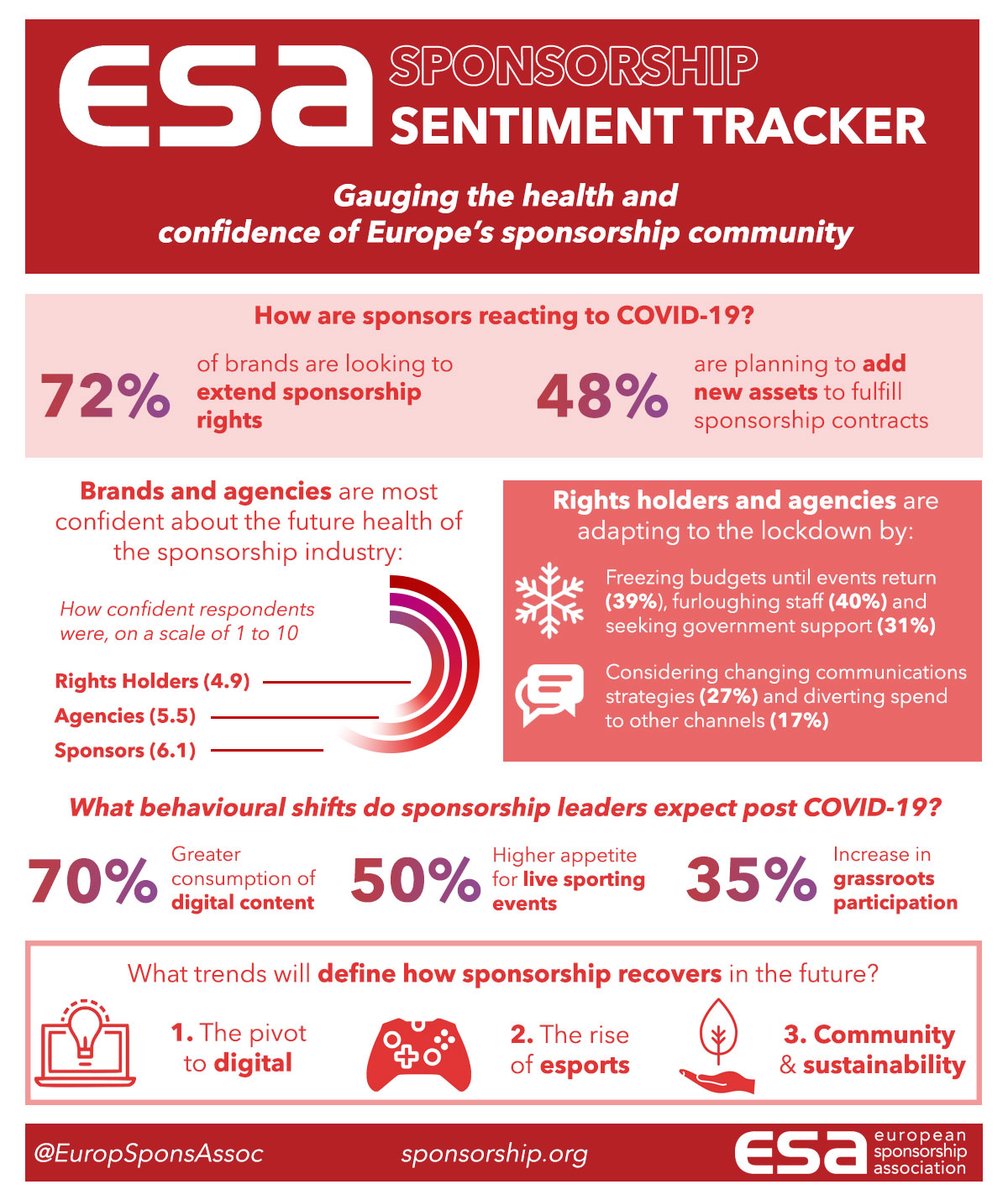 esa SPONSORSHIP
SENTIMENT TRACKER
Gauging the health and
confidence of Europe's sponsorship community
How are sponsors reacting to COVID-19?
72%
of brands are looking to
extend sponsorship
rights
48%
are planning to add
new assets to fulfill
sponsorship contracts
Brands and agencies are most
confident about the future health of
the sponsorship industry:
How confident respondents
were, on a scale of 1 to 10
Rights Holders (4.9)
Agencies (5.5)
Sponsors (6.1)
Rights holders and agencies are
adapting to the lockdown by:
Freezing budgets until events return
(39%), furloughing staff (40%) and
seeking government support (31%)
Considering changing communications
strategies (27%) and diverting spend
to other channels (17%)
What behavioural shifts do sponsorship leaders expect post COVID-19?
70%
Greater
consumption of
digital content
50%
Higher appetite
for live sporting
events
35%
Increase in
grassroots
participation
What trends will define how sponsorship recovers in the future?
1. The pivot
to digital
2. The rise
of esports
3. Community
& sustainability
@EuropSponsAssoc
sponsorship.org
esa
european
sponsorship
association